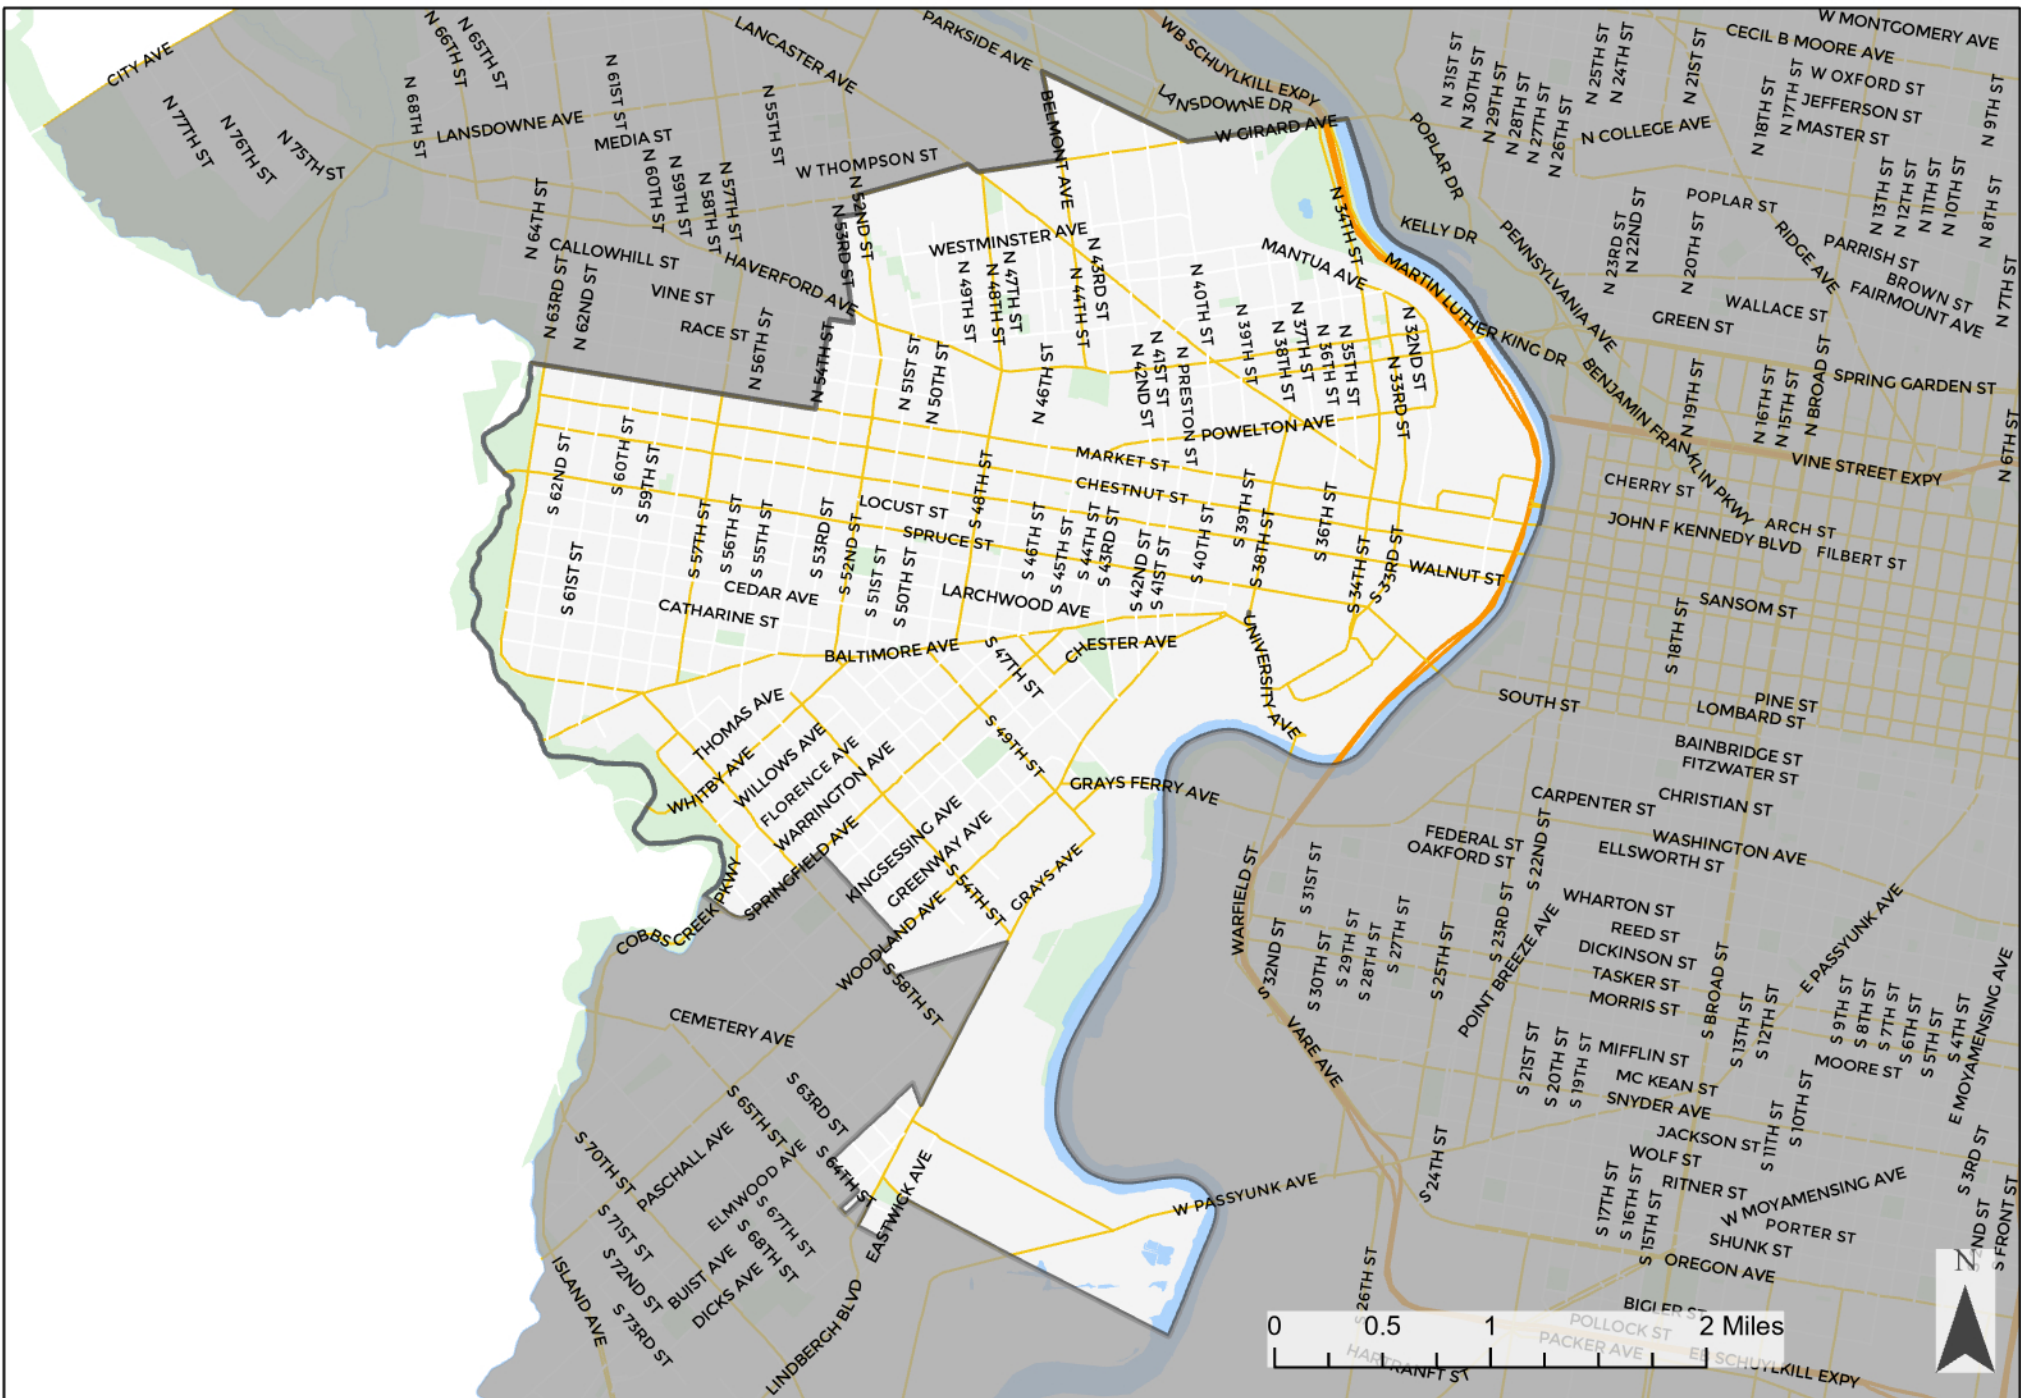 W MONTGOMERY AVE
CECIL B MOORE AVE
W OXFORD ST
JEFFERSON ST
MASTER ST
N COLLEGE AVE
N 31ST ST
N 30TH ST
N 29TH ST
N 28TH ST
N 27TH ST
N 26TH ST
N 25TH ST
N 24TH ST
N 21ST ST
N 18TH ST
N 17TH ST
N 9TH ST
CITY AVE
N 66TH ST
N 65TH ST
LANCASTER AVE
PARKSIDE AVE
WB SCHUYLKILL EXPY
LANSDOWNE DR
W GIRARD AVE
BELMONT AVE
N 77TH ST
N 76TH ST
N 75TH ST
N 68TH ST
LANSDOWNE AVE
N 61ST ST
MEDIA ST
N 60TH ST
N 59TH ST
N 58TH ST
N 57TH ST
N 55TH ST
W THOMPSON ST
N 53RD ST
N 52ND ST
POPLAR DR
KELLY DR
PENNSYLVANIA AVE
N 23RD ST
N 22ND ST
POPLAR ST
N 20TH ST
RIDGE AVE
N 13TH ST
N 12TH ST
N 11TH ST
N 10TH ST
N 8TH ST
PARRISH ST
BROWN ST
FAIRMOUNT AVE
N 7TH ST
WALLACE ST
GREEN ST
N 64TH ST
CALLOWHILL ST
N 63RD ST
N 62ND ST
VINE ST
RACE ST
HAVERFORD AVE
N 56TH ST
N 54TH ST
WESTMINSTER AVE
N 49TH ST
N 48TH ST
N 47TH ST
N 44TH ST
N 43RD ST
N 40TH ST
MANTUA AVE
N 34TH ST
MARTIN LUTHER KING DR
N 51ST ST
N 50TH ST
N 46TH ST
N 42ND ST
N 41ST ST
N PRESTON ST
N 39TH ST
N 38TH ST
N 37TH ST
N 36TH ST
N 35TH ST
N 33RD ST
N 32ND ST
BENJAMIN FRANKLIN PKWY
N 19TH ST
N 16TH ST
N 15TH ST
N BROAD ST
SPRING GARDEN ST
N 6TH ST
POWELTON AVE
MARKET ST
CHESTNUT ST
VINE STREET EXPY
CHERRY ST
ARCH ST
JOHN F KENNEDY BLVD
FILBERT ST
S 62ND ST
S 60TH ST
S 59TH ST
S 61ST ST
S 57TH ST
S 56TH ST
S 55TH ST
S 53RD ST
S 52ND ST
S 51ST ST
S 50TH ST
LOCUST ST
SPRUCE ST
S 48TH ST
S 46TH ST
S 45TH ST
S 44TH ST
S 43RD ST
S 42ND ST
S 41ST ST
S 40TH ST
S 39TH ST
S 38TH ST
S 36TH ST
S 34TH ST
S 33RD ST
WALNUT ST
SANSOM ST
S 18TH ST
CEDAR AVE
CATHARINE ST
LARCHWOOD AVE
BALTIMORE AVE
CHESTER AVE
S 47TH ST
UNIVERSITY AVE
SOUTH ST
PINE ST
LOMBARD ST
BAINBRIDGE ST
FITZWATER ST
CHRISTIAN ST
CARPENTER ST
WASHINGTON AVE
ELLSWORTH ST
FEDERAL ST
OAKFORD ST
S 22ND ST
THOMAS AVE
WHITBY AVE
WILLOWS AVE
FLORENCE AVE
WARRINGTON AVE
SPRINGFIELD AVE
S 49TH ST
GRAYS FERRY AVE
KINGSESSING AVE
GREENWAY AVE
WOODLAND AVE
S 54TH ST
GRAYS AVE
COBBS CREEK PKWY
S 58TH ST
WARFIELD ST
S 32ND ST
S 31ST ST
S 30TH ST
S 29TH ST
S 28TH ST
S 27TH ST
S 25TH ST
S 23RD ST
POINT BREEZE AVE
WHARTON ST
REED ST
DICKINSON ST
TASKER ST
MORRIS ST
S BROAD ST
S 13TH ST
S 12TH ST
E PASSYUNK AVE
S 9TH ST
S 8TH ST
S 7TH ST
S 6TH ST
S 5TH ST
S 4TH ST
E MOYAMENSING AVE
VARE AVE
S 21ST ST
S 20TH ST
S 19TH ST
MIFFLIN ST
MC KEAN ST
SNYDER AVE
MOORE ST
JACKSON ST
WOLF ST
RITNER ST
S 11TH ST
S 10TH ST
S 3RD ST
CEMETERY AVE
S 63RD ST
S 65TH ST
S 64TH ST
S 70TH ST
PASCHALL AVE
ELMWOOD AVE
S 67TH ST
S 68TH ST
S 71ST ST
S 72ND ST
S 73RD ST
BUIST AVE
DICKS AVE
ISLAND AVE
EASTWICK AVE
LINDBERGH BLVD
W PASSYUNK AVE
S 24TH ST
S 26TH ST
S 17TH ST
S 16TH ST
S 15TH ST
W MOYAMENSING AVE
PORTER ST
SHUNK ST
OREGON AVE
S 2ND ST
S FRONT ST
BIGLER ST
POLLOCK ST
PACKER AVE
HARTRANFT ST
EB SCHUYLKILL EXPY
0 0.5 1 2 Miles
N